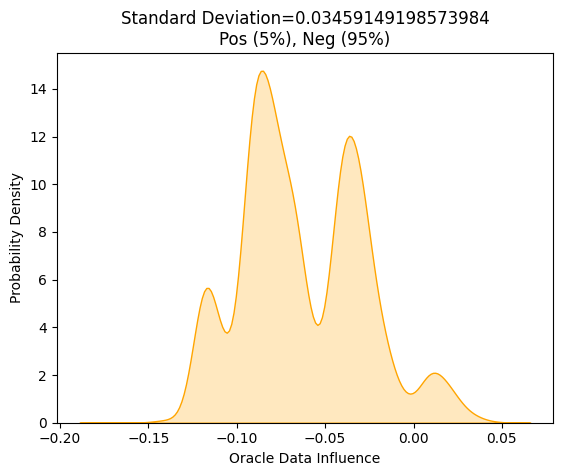 Standard Deviation=0.03459149198573984
Pos (5%), Neg (95%)
14
12
10
8
6
4
2
0
Probability Density
−0.20 −0.15 −0.10 −0.05 0.00 0.05
Oracle Data Influence